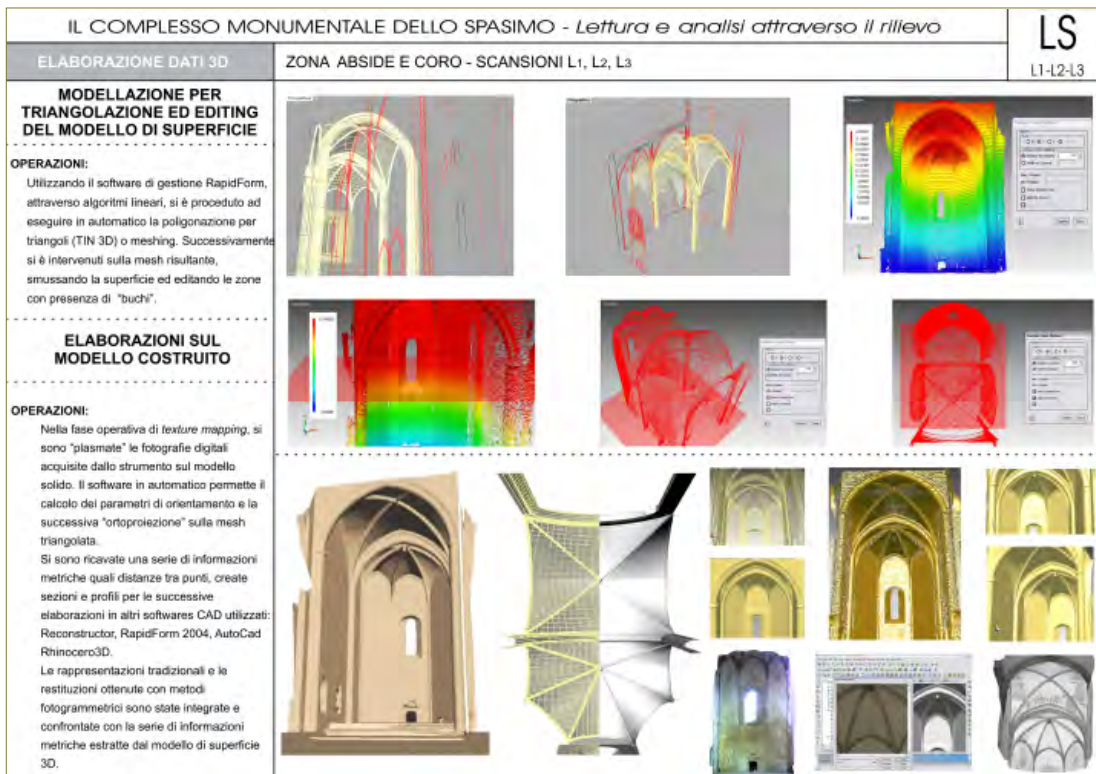 IL COMPLESSO MONUMENTALE DELLO SPASIMO - Lettura e analisi attraverso il rilievo
LS
L1-L2-L3
ELABORAZIONE DATI 3D
ZONA ABSIDE E CORO - SCANSIONI L1, L2, L3
MODELLAZIONE PER
TRIANGOLAZIONE ED EDITING
DEL MODELLO DI SUPERFICIE
OPERAZIONI:
Utilizzando il software di gestione RapidForm,
attraverso algoritmi lineari, si è proceduto ad
eseguire in automatico la poligonazione per
triangoli (TIN 3D) o meshing. Successivamente
si è intervenuti sulla mesh risultante,
smussando la superficie ed editando le zone
con presenza di "buchi".
ELABORAZIONI SUL
MODELLO COSTRUITO
OPERAZIONI:
Nella fase operativa di texture mapping, si
sono "plasmate" le fotografie digitali
acquisite dallo strumento sul modello
solido. Il software in automatico permette il
calcolo dei parametri di orientamento e la
successiva "ortoproiezione" sulla mesh
triangolata.
Si sono ricavate una serie di informazioni
metriche quali distanze tra punti, create
sezioni e profili per le successive
elaborazioni in altri softwares CAD utilizzati:
Reconstructor, RapidForm 2004, AutoCad
Rhinocero3D.
Le rappresentazioni tradizionali e le
restituzioni ottenute con metodi
fotogrammetrici sono state integrate e
confrontate con la serie di informazioni
metriche estratte dal modello di superficie
3D.